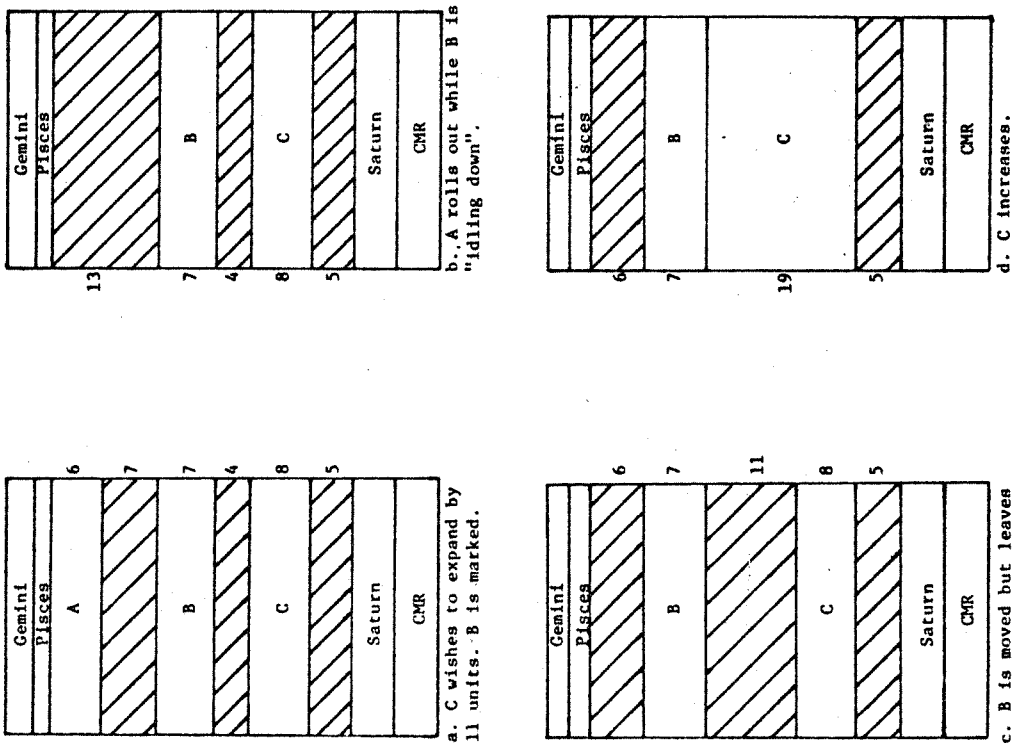 Gemini
Pisces
A
6
7
B
7
4
C
8
5
Saturn
CMR
a. C wishes to expand by
11 units. B is marked.
Gemini
Pisces
13
B
7
4
C
8
5
Saturn
CMR
b. A rolls out while B is
"idling down".
Gemini
Pisces
6
B
7
11
C
8
5
Saturn
CMR
c. B is moved but leaves
Gemini
Pisces
6
B
7
C
19
5
Saturn
CMR
d. C increases.